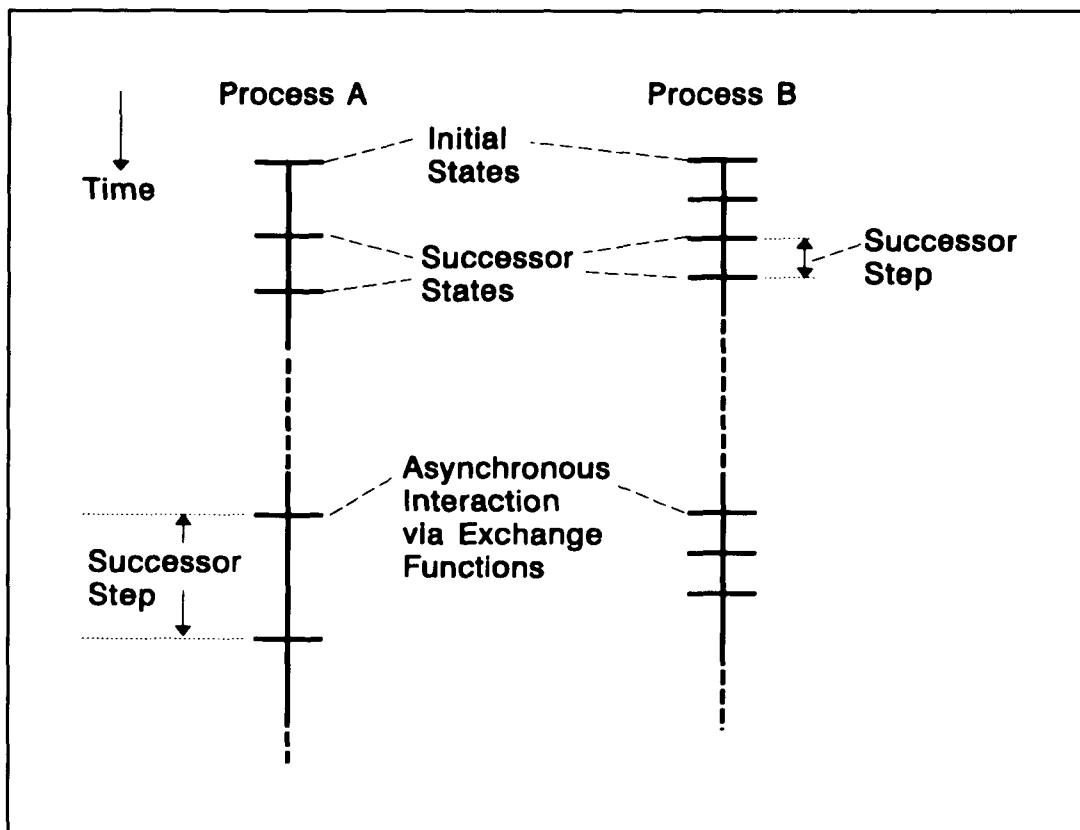 Process A
Process B
Time
Initial
States
Successor
States
Successor
Step
Asynchronous
Interaction
via Exchange
Functions
Successor
Step